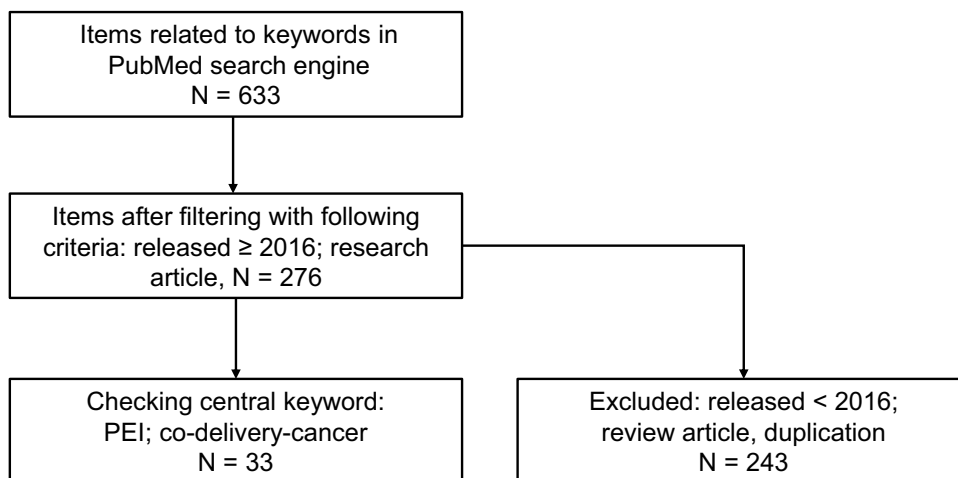 Items related to keywords in
PubMed search engine
N = 633
Items after filtering with following
criteria: released ≥ 2016; research
article, N = 276
Checking central keyword:
PEI; co-delivery-cancer
N = 33
Excluded: released < 2016;
review article, duplication
N = 243